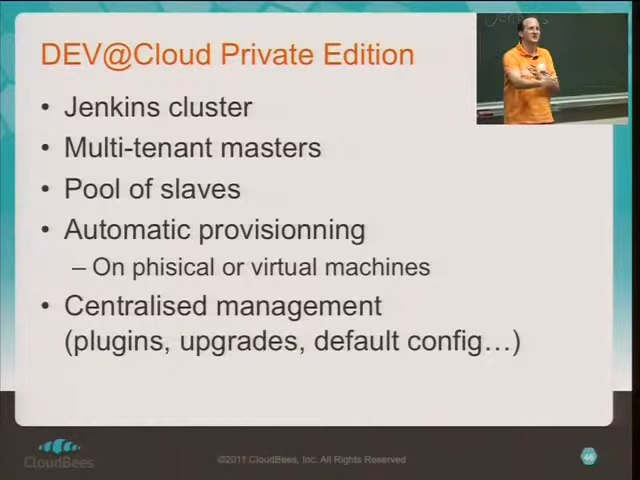 DEV@Cloud Private Edition
• Jenkins cluster
• Multi-tenant masters
• Pool of slaves
• Automatic provisionning
– On phisical or virtual machines
• Centralised management
(plugins, upgrades, default config…)
CloudBees
©2011 CloudBees, Inc. All Rights Reserved
46